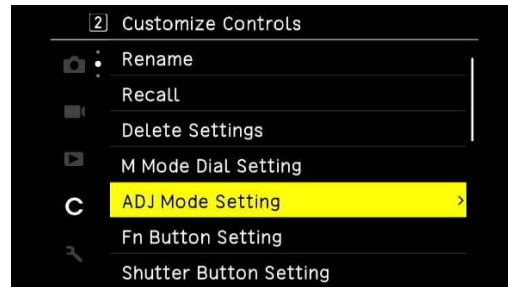 2 Customize Controls
Rename
Recall
Delete Settings
M Mode Dial Setting
C ADJ Mode Setting
Fn Button Setting
Shutter Button Setting